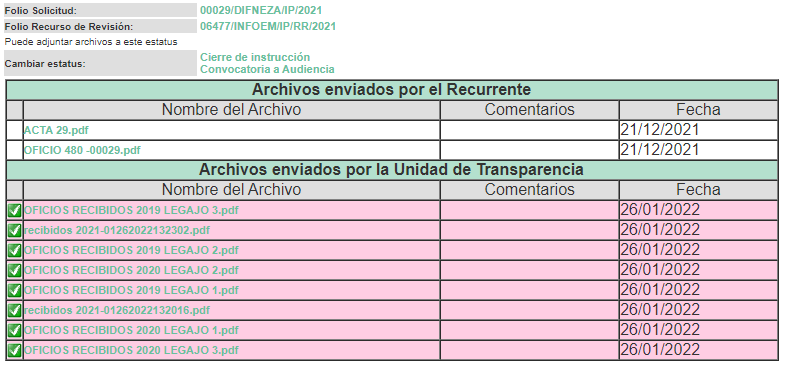 Folio Solicitud: 00029/DIFNEZA/IP/2021
Folio Recurso de Revisión: 06477/INFOEM/IP/RR/2021
Puede adjuntar archivos a este estatus
Cambiar estatus: Cierre de instrucción
Convocatoria a Audiencia
Archivos enviados por el Recurrente
Nombre del Archivo Comentarios Fecha
ACTA 29.pdf 21/12/2021
OFICIO 480 -00029.pdf 21/12/2021
Archivos enviados por la Unidad de Transparencia
Nombre del Archivo Comentarios Fecha
OFICIOS RECIBIDOS 2019 LEGAJO 3.pdf 26/01/2022
recibidos 2021-01262022132302.pdf 26/01/2022
OFICIOS RECIBIDOS 2019 LEGAJO 2.pdf 26/01/2022
OFICIOS RECIBIDOS 2020 LEGAJO 2.pdf 26/01/2022
OFICIOS RECIBIDOS 2019 LEGAJO 1.pdf 26/01/2022
recibidos 2021-01262022132016.pdf 26/01/2022
OFICIOS RECIBIDOS 2020 LEGAJO 1.pdf 26/01/2022
OFICIOS RECIBIDOS 2020 LEGAJO 3.pdf 26/01/2022